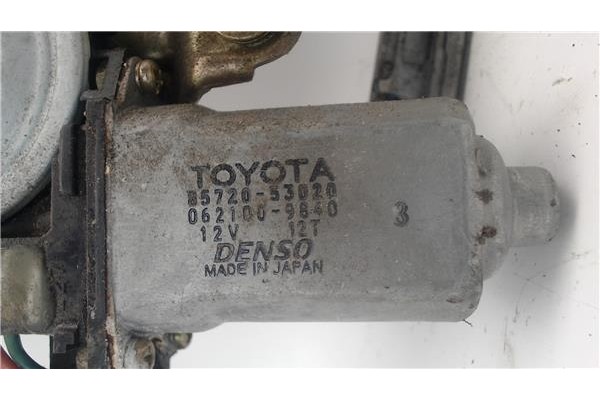 TOYOTA
85720-53020
062100-9840
12V 12T
3
DENSO
MADE IN JAPAN